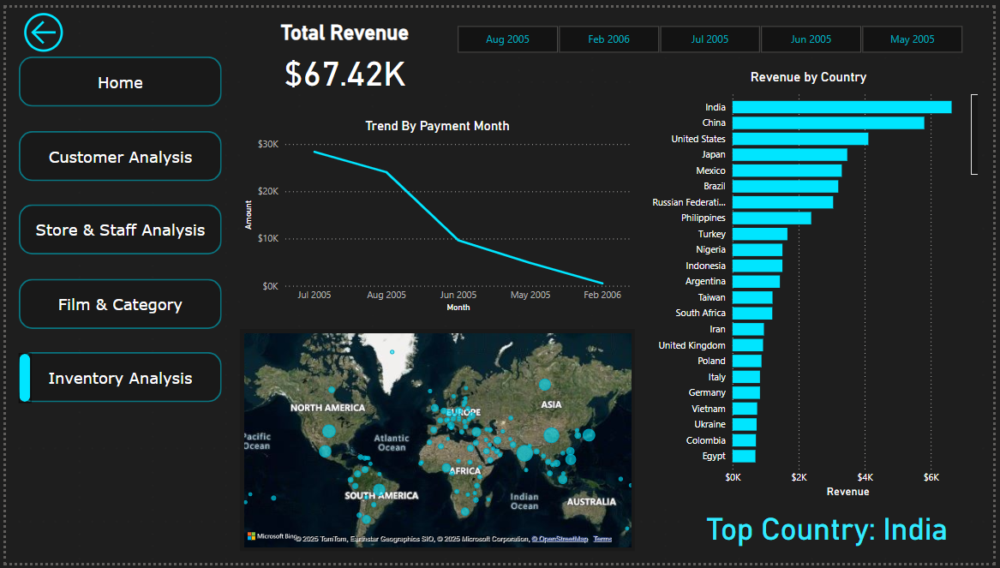 Home
Customer Analysis
Store & Staff Analysis
Film & Category
Inventory Analysis
Total Revenue
$67.42K
Aug 2005
Feb 2006
Jul 2005
Jun 2005
May 2005
Trend By Payment Month
Amount
$30K
$20K
$10K
$0K
Jul 2005
Aug 2005
Jun 2005
May 2005
Feb 2006
Month
NORTH AMERICA
EUROPE
ASIA
Pacific
Ocean
Atlantic
Ocean
AFRICA
SOUTH AMERICA
Indian
Ocean
AUSTRALIA
Microsoft Bing
© 2025 TomTom, Earthstar Geographics SIO, © 2025 Microsoft Corporation, © OpenStreetMap Terms
Revenue by Country
India
China
United States
Japan
Mexico
Brazil
Russian Federati...
Philippines
Turkey
Nigeria
Indonesia
Argentina
Taiwan
South Africa
Iran
United Kingdom
Poland
Italy
Germany
Vietnam
Ukraine
Colombia
Egypt
$0K
$2K
$4K
$6K
Revenue
Top Country: India